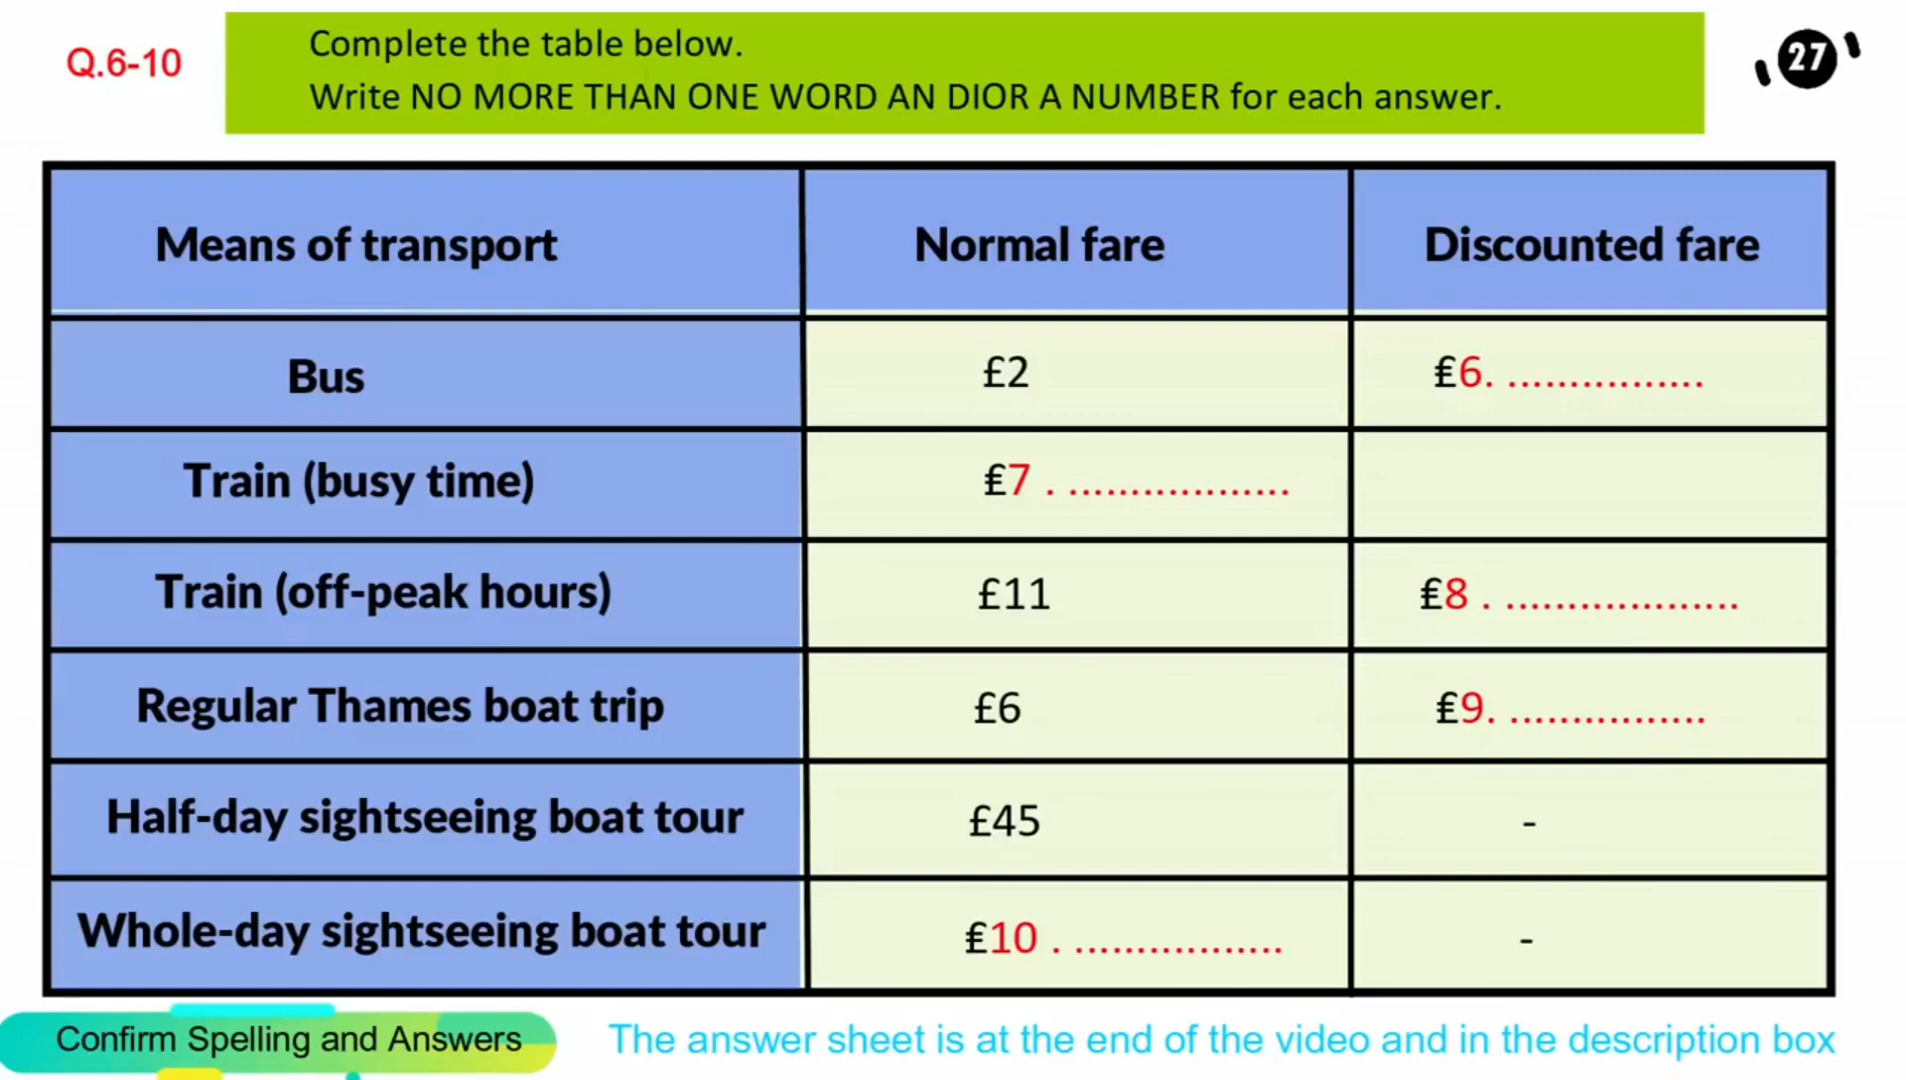 Q.6-10
Complete the table below.
Write NO MORE THAN ONE WORD AN DIOR A NUMBER for each answer.
27
Means of transport Normal fare Discounted fare
Bus £2 £6. ................
Train (busy time) £7 . ..................
Train (off-peak hours) £11 £8 . ...................
Regular Thames boat trip £6 £9. ................
Half-day sightseeing boat tour £45 -
Whole-day sightseeing boat tour £10 . ................. -
Confirm Spelling and Answers
The answer sheet is at the end of the video and in the description box